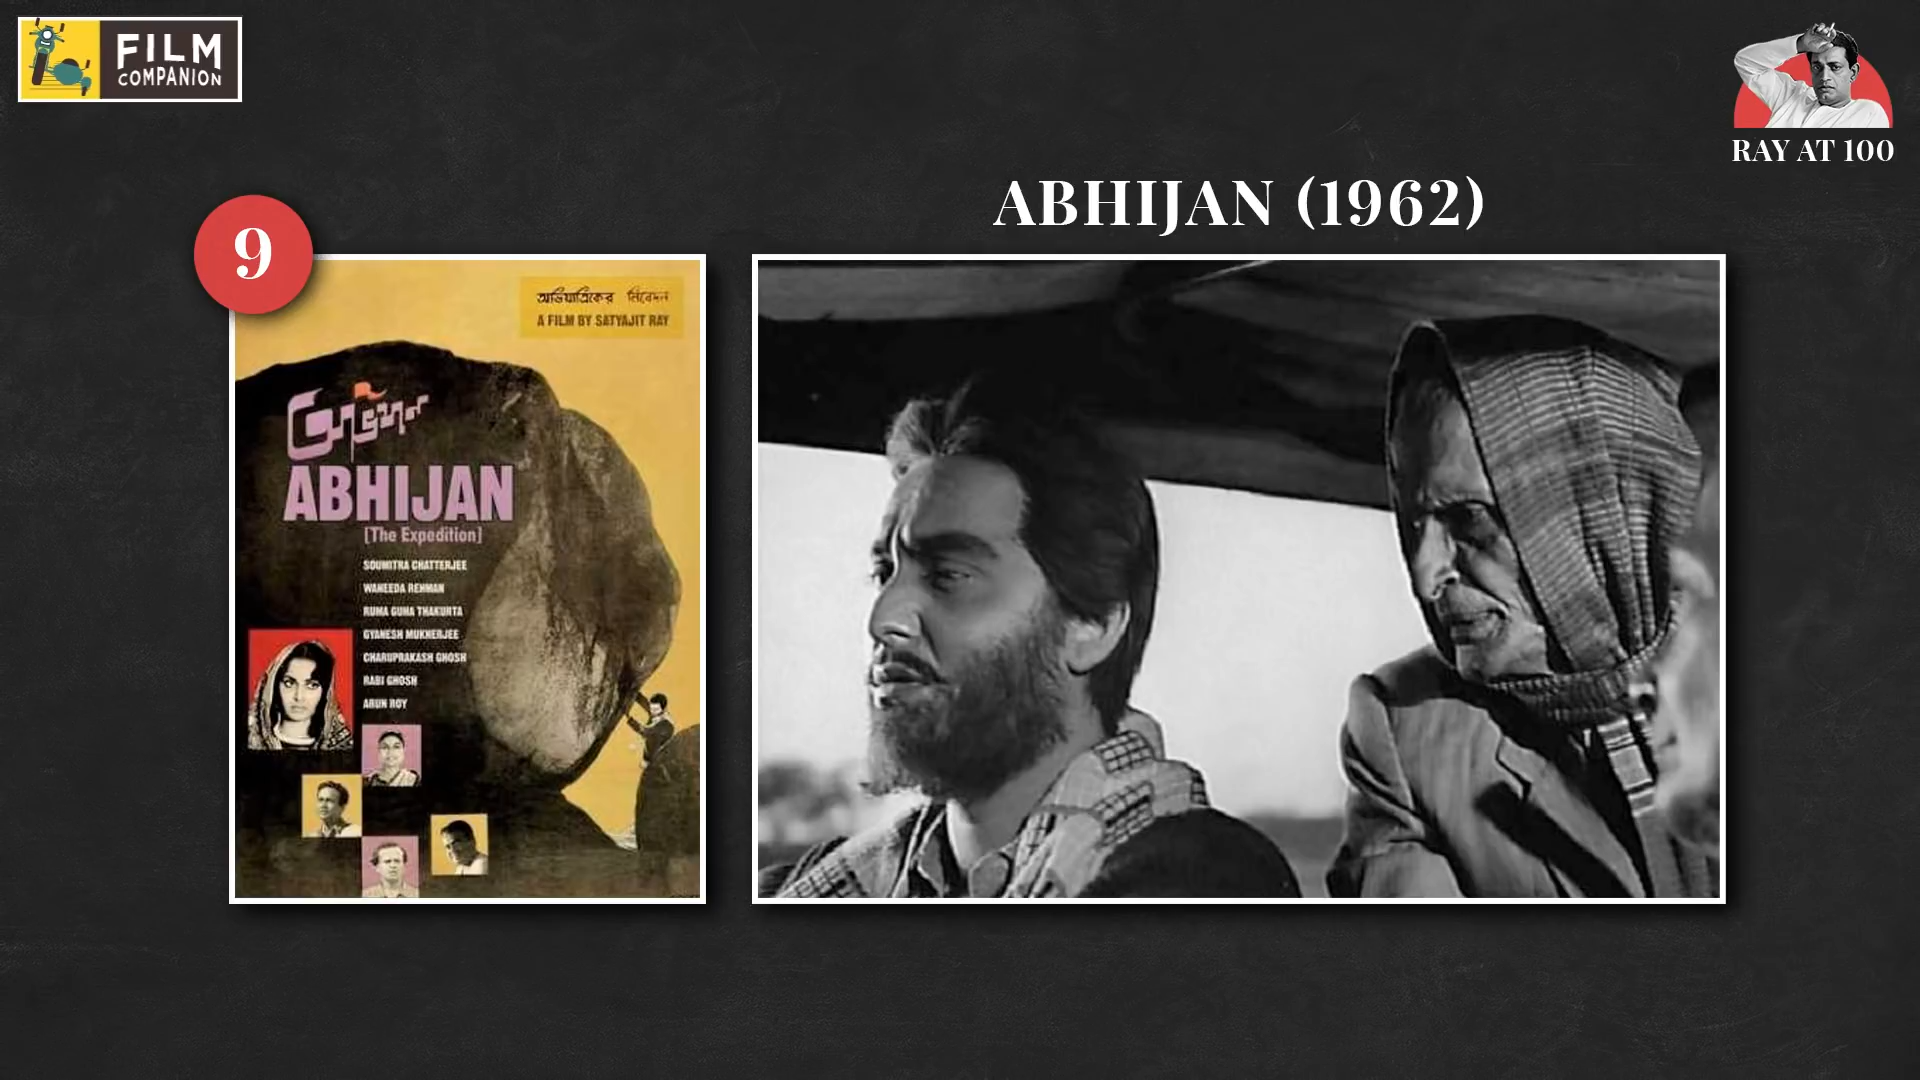 FILM
COMPANION
RAY AT 100
ABHIJAN (1962)
9
অভিযাত্রিকের নিবেদন
A FILM BY SATYAJIT RAY
অভিযান
ABHIJAN
[The Expedition]
SOUMITRA CHATTERJEE
WAHEEDA REHMAN
RUMA GUHA THAKURTA
GYANESH MUKHERJEE
CHARUPRAKASH GHOSH
RABI GHOSH
ARUN ROY